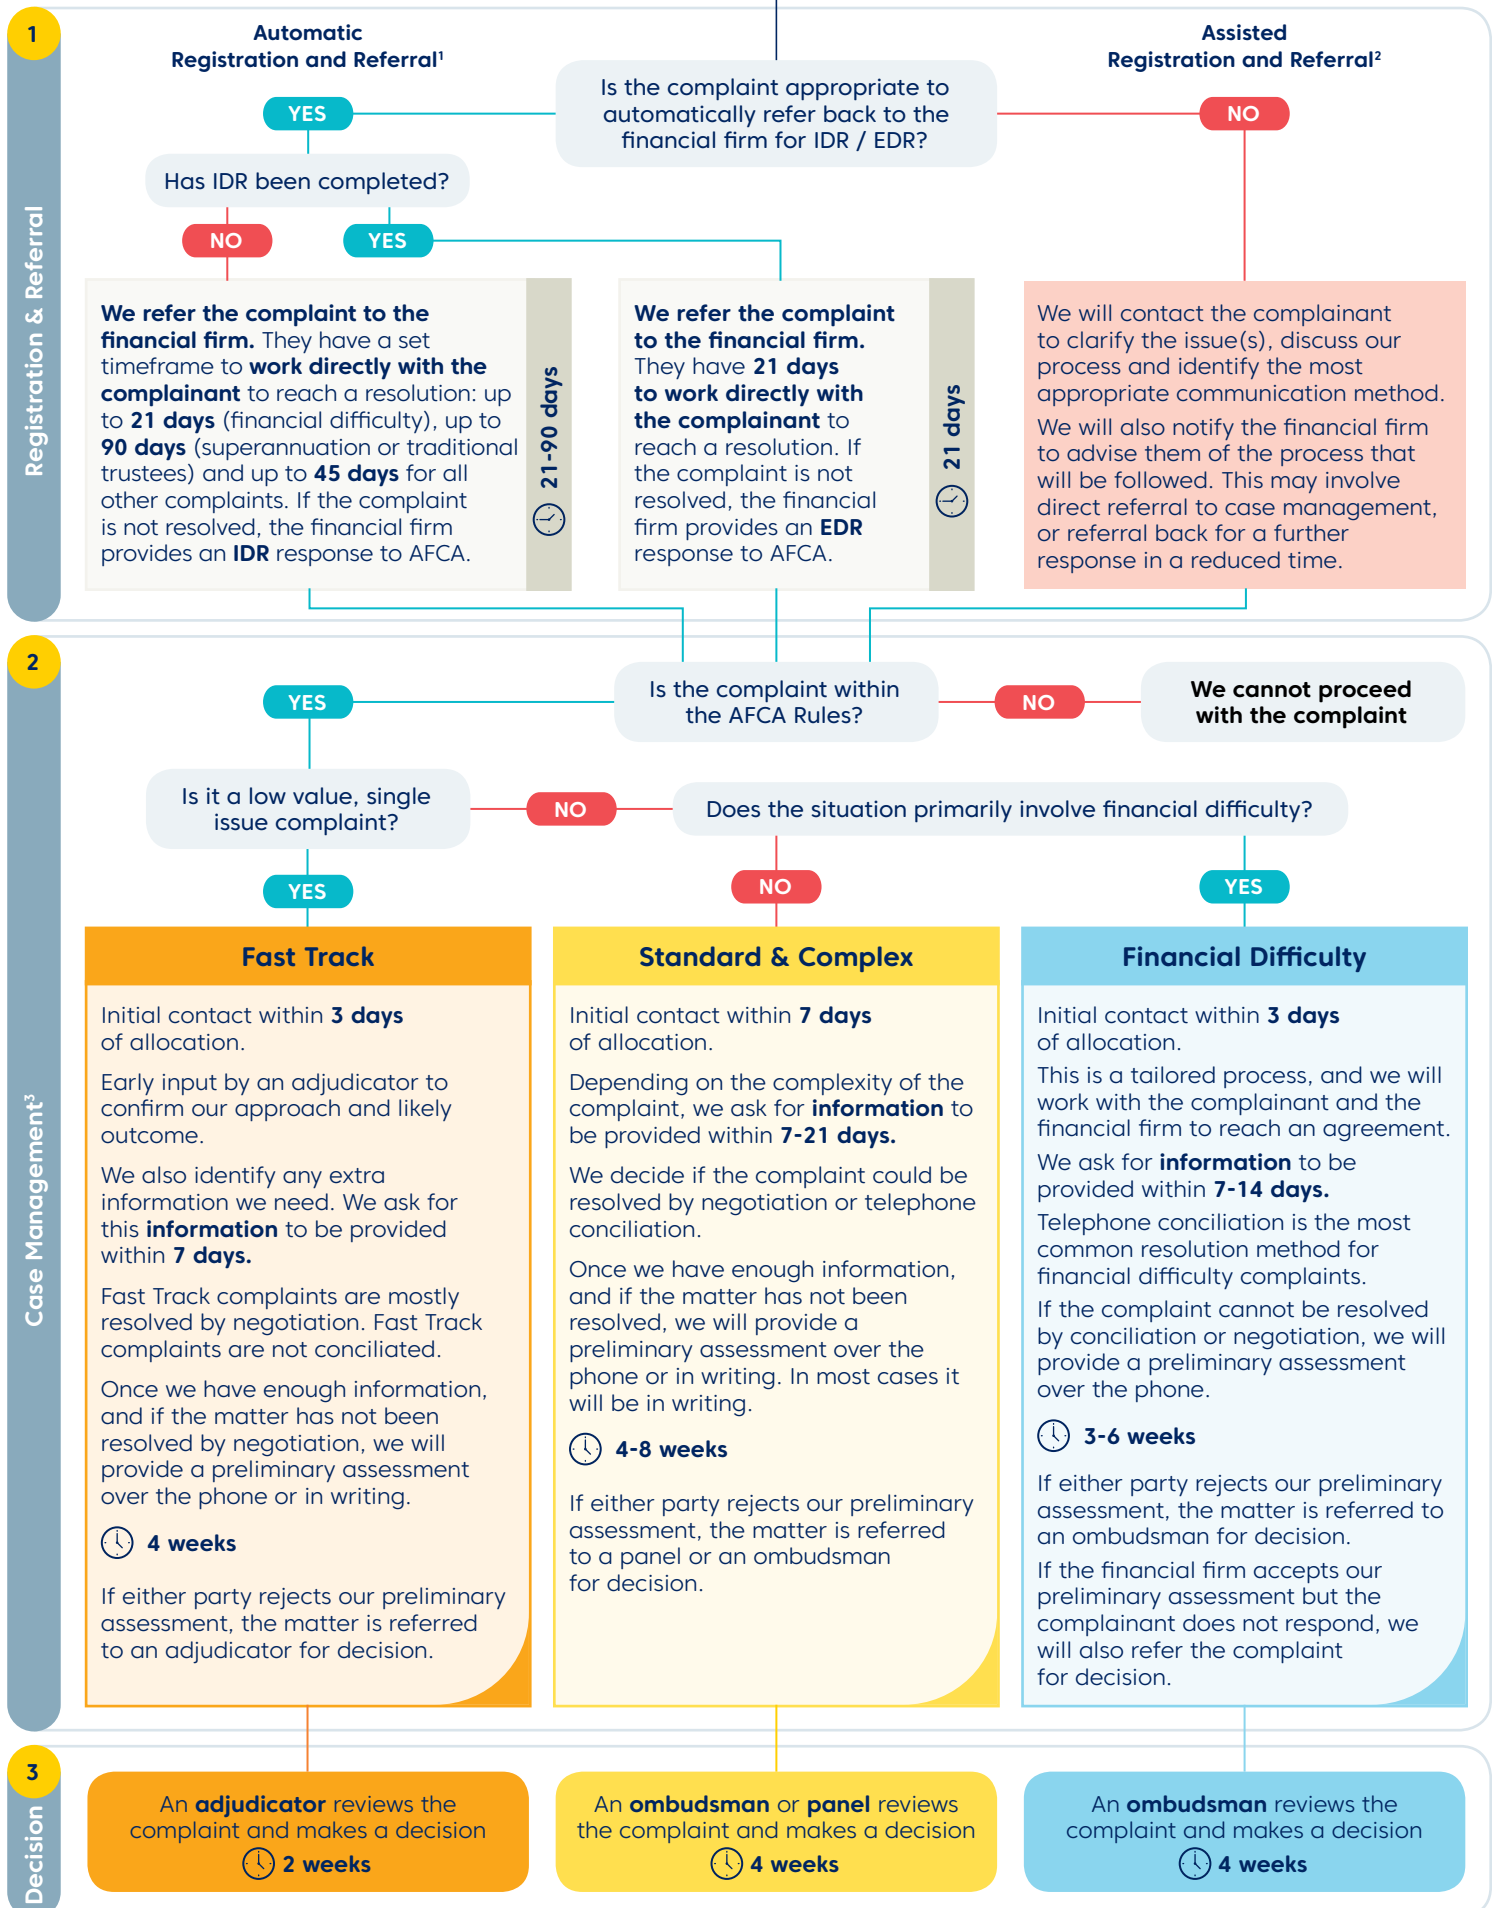 1
Registration & Referral
Automatic
Registration and Referral¹
Assisted
Registration and Referral²
Is the complaint appropriate to
automatically refer back to the
financial firm for IDR / EDR?
YES
NO
Has IDR been completed?
NO
YES
We refer the complaint to the
financial firm. They have a set
timeframe to work directly with the
complainant to reach a resolution: up
to 21 days (financial difficulty), up to
90 days (superannuation or traditional
trustees) and up to 45 days for all
other complaints. If the complaint
is not resolved, the financial firm
provides an IDR response to AFCA.
21-90 days
We refer the complaint
to the financial firm.
They have 21 days
to work directly with
the complainant to
reach a resolution. If
the complaint is not
resolved, the financial
firm provides an EDR
response to AFCA.
21 days
We will contact the complainant
to clarify the issue(s), discuss our
process and identify the most
appropriate communication method.
We will also notify the financial firm
to advise them of the process that
will be followed. This may involve
direct referral to case management,
or referral back for a further
response in a reduced time.
2
Case Management³
Is the complaint within
the AFCA Rules?
YES
NO
We cannot proceed
with the complaint
Is it a low value, single
issue complaint?
NO
Does the situation primarily involve financial difficulty?
YES
NO
YES
Fast Track
Initial contact within 3 days
of allocation.
Early input by an adjudicator to
confirm our approach and likely
outcome.
We also identify any extra
information we need. We ask for
this information to be provided
within 7 days.
Fast Track complaints are mostly
resolved by negotiation. Fast Track
complaints are not conciliated.
Once we have enough information,
and if the matter has not been
resolved by negotiation, we will
provide a preliminary assessment
over the phone or in writing.
4 weeks
If either party rejects our preliminary
assessment, the matter is referred
to an adjudicator for decision.
Standard & Complex
Initial contact within 7 days
of allocation.
Depending on the complexity of the
complaint, we ask for information to
be provided within 7-21 days.
We decide if the complaint could be
resolved by negotiation or telephone
conciliation.
Once we have enough information,
and if the matter has not been
resolved, we will provide a
preliminary assessment over the
phone or in writing. In most cases it
will be in writing.
4-8 weeks
If either party rejects our preliminary
assessment, the matter is referred
to a panel or an ombudsman
for decision.
Financial Difficulty
Initial contact within 3 days
of allocation.
This is a tailored process, and we will
work with the complainant and the
financial firm to reach an agreement.
We ask for information to be
provided within 7-14 days.
Telephone conciliation is the most
common resolution method for
financial difficulty complaints.
If the complaint cannot be resolved
by conciliation or negotiation, we will
provide a preliminary assessment
over the phone.
3-6 weeks
If either party rejects our preliminary
assessment, the matter is referred to
an ombudsman for decision.
If the financial firm accepts our
preliminary assessment but the
complainant does not respond, we
will also refer the complaint
for decision.
3
Decision
An adjudicator reviews the
complaint and makes a decision
2 weeks
An ombudsman or panel reviews
the complaint and makes a decision
4 weeks
An ombudsman reviews the
complaint and makes a decision
4 weeks